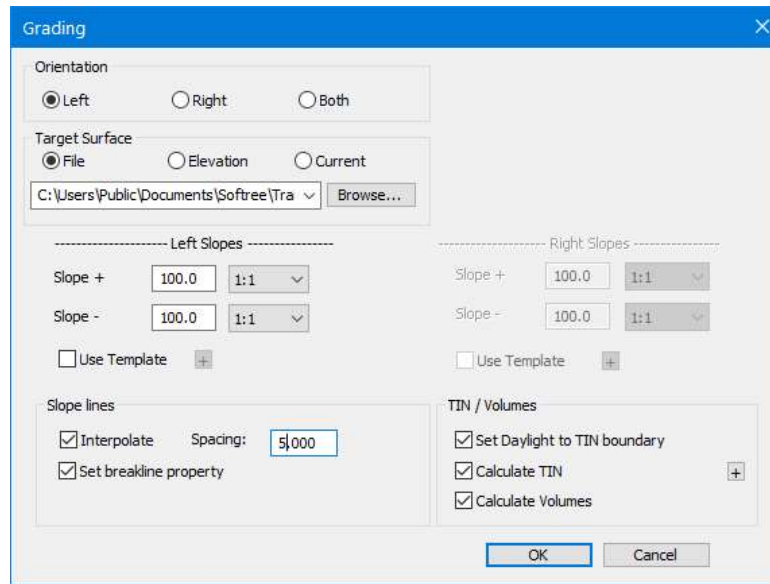 Grading
Orientation
Left Right Both
Target Surface
File Elevation Current
C:\Users\Public\Documents\Softree\Tra Browse...
--------------------- Left Slopes ----------------
Slope + 100.0 1:1
Slope - 100.0 1:1
Use Template +
-------------------- Right Slopes ----------------
Slope + 100.0 1:1
Slope - 100.0 1:1
Use Template +
Slope lines
Interpolate Spacing: 5.000
Set breakline property
TIN / Volumes
Set Daylight to TIN boundary
Calculate TIN +
Calculate Volumes
OK Cancel